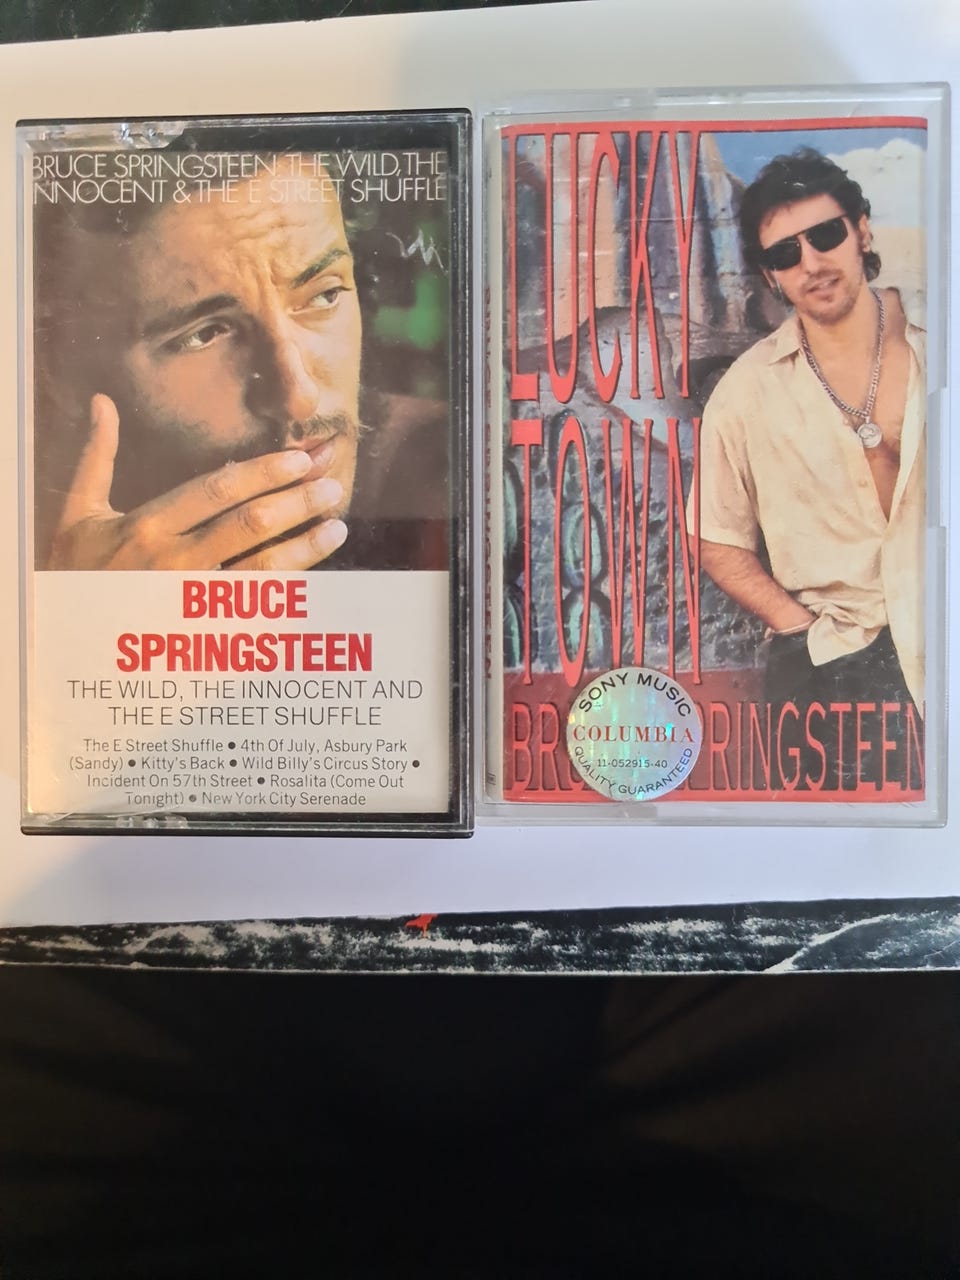 BRUCE SPRINGSTEEN: THE WILD, THE
INNOCENT & THE E STREET SHUFFLE
BRUCE
SPRINGSTEEN
THE WILD, THE INNOCENT AND
THE E STREET SHUFFLE
The E Street Shuffle ● 4th Of July, Asbury Park
(Sandy) ● Kitty's Back ● Wild Billy's Circus Story ●
Incident On 57th Street ● Rosalita (Come Out
Tonight) ● New York City Serenade
LUCKY
TOWN
BRUCE SPRINGSTEEN
SONY MUSIC
COLUMBIA
11-052915-40
QUALITY GUARANTEED